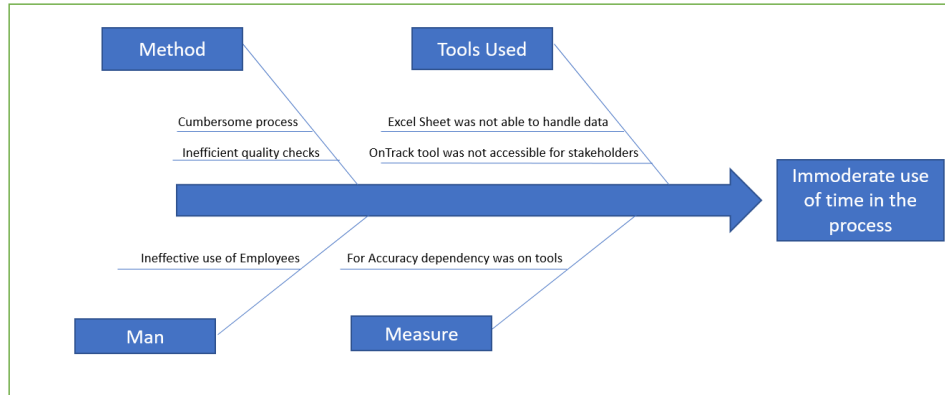 Method
Tools Used
Cumbersome process
Excel Sheet was not able to handle data
Inefficient quality checks
OnTrack tool was not accessible for stakeholders
Immoderate use
of time in the
process
Ineffective use of Employees
For Accuracy dependency was on tools
Man
Measure